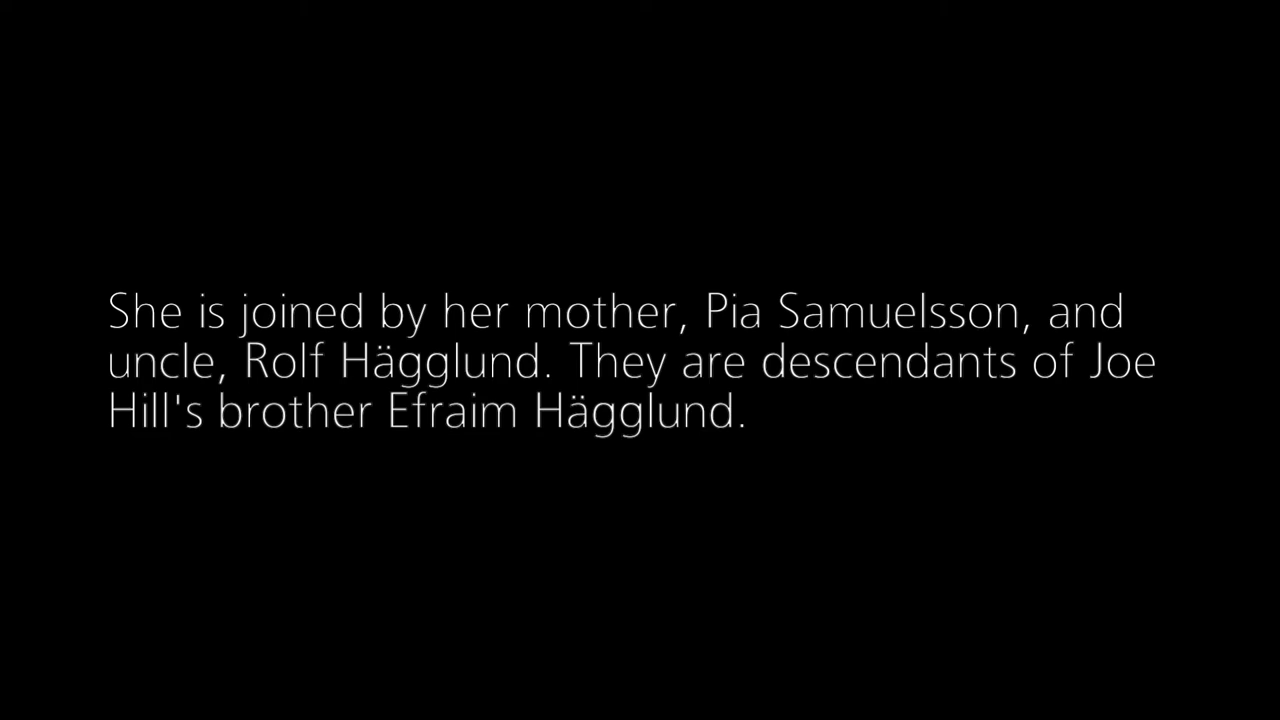 She is joined by her mother, Pia Samuelsson, and
uncle, Rolf Hägglund. They are descendants of Joe
Hill's brother Efraim Hägglund.